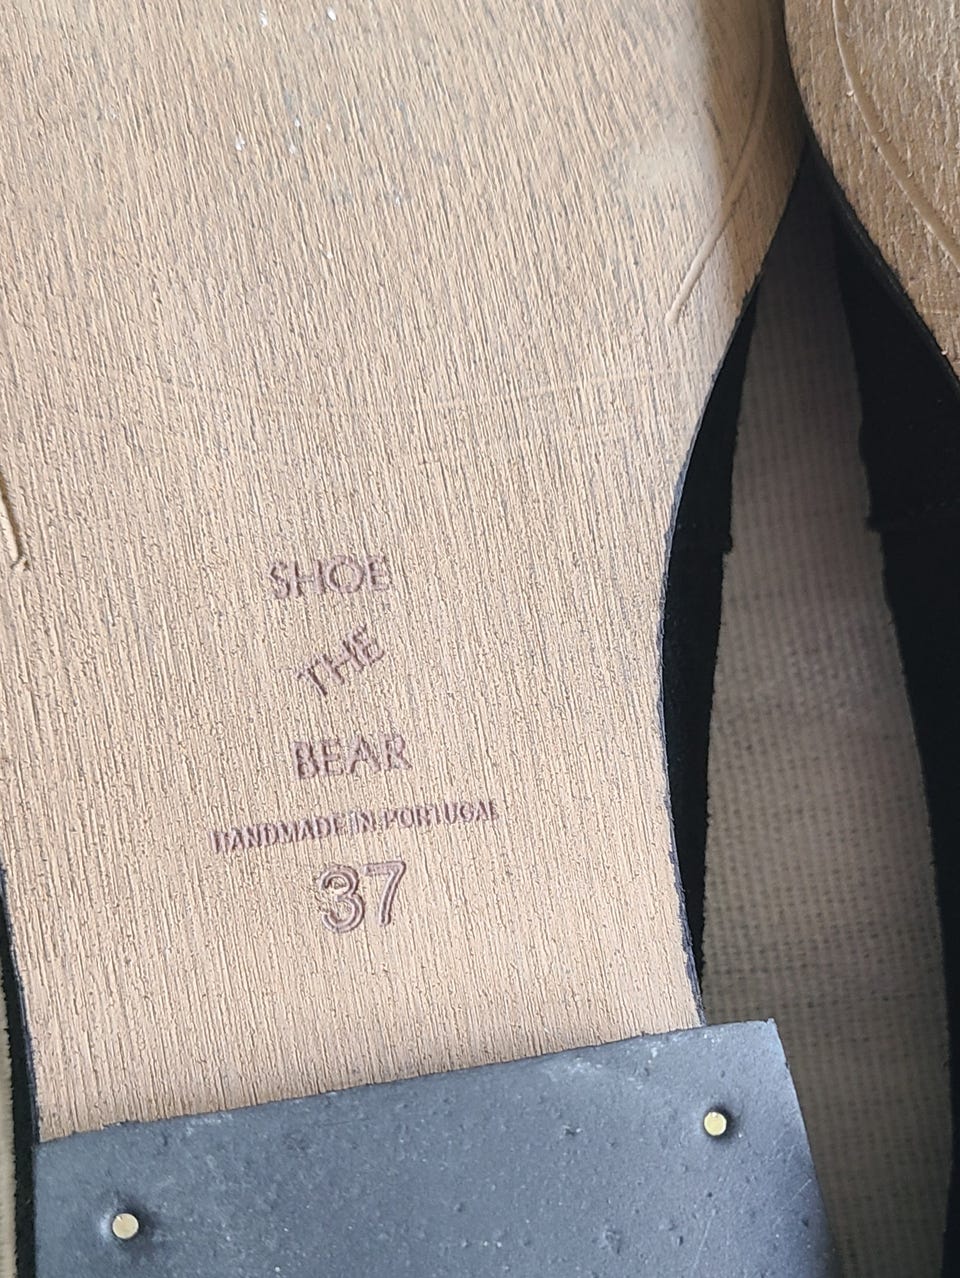 SHOE
THE
BEAR
HANDMADE IN PORTUGAL
37